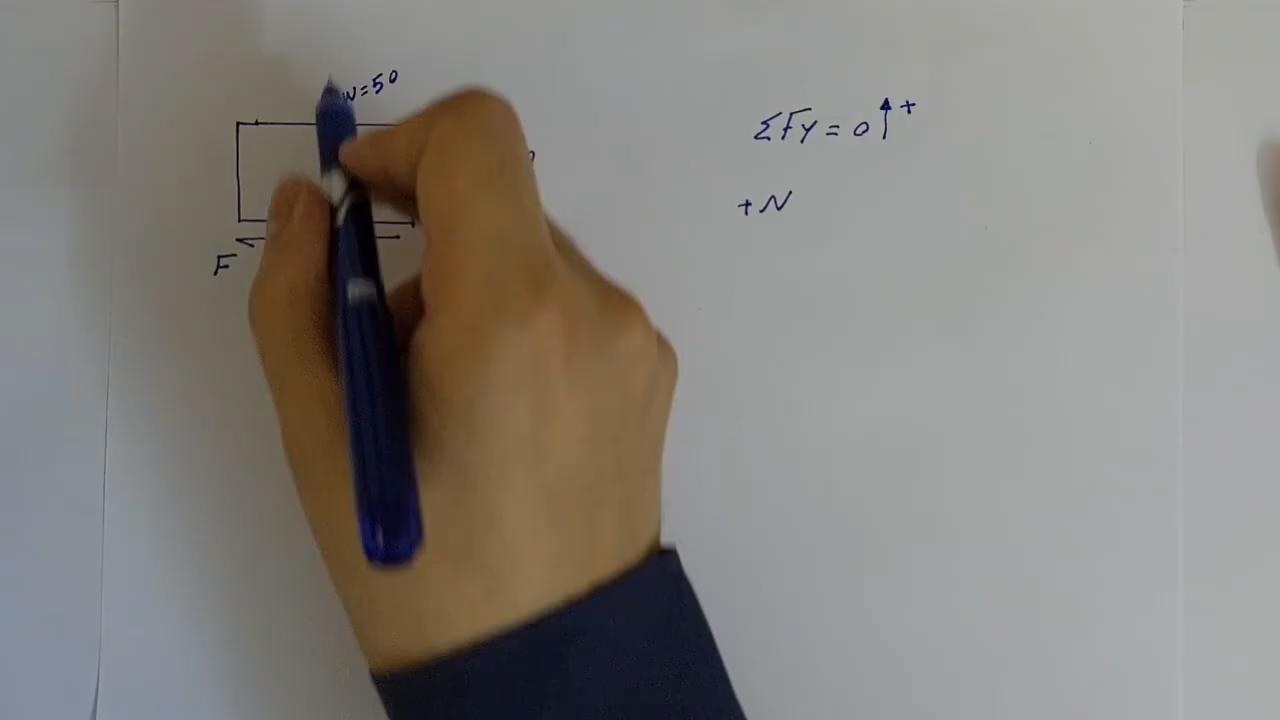 W=50
F
ΣFy = 0 +
+N